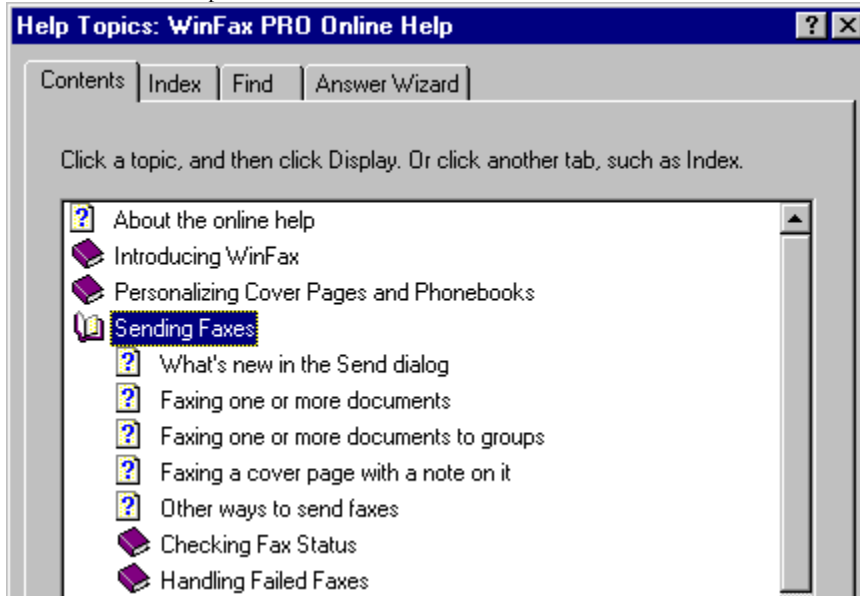 Help Topics: WinFax PRO Online Help
Contents Index Find Answer Wizard
Click a topic, and then click Display. Or click another tab, such as Index.
About the online help
Introducing WinFax
Personalizing Cover Pages and Phonebooks
Sending Faxes
What's new in the Send dialog
Faxing one or more documents
Faxing one or more documents to groups
Faxing a cover page with a note on it
Other ways to send faxes
Checking Fax Status
Handling Failed Faxes